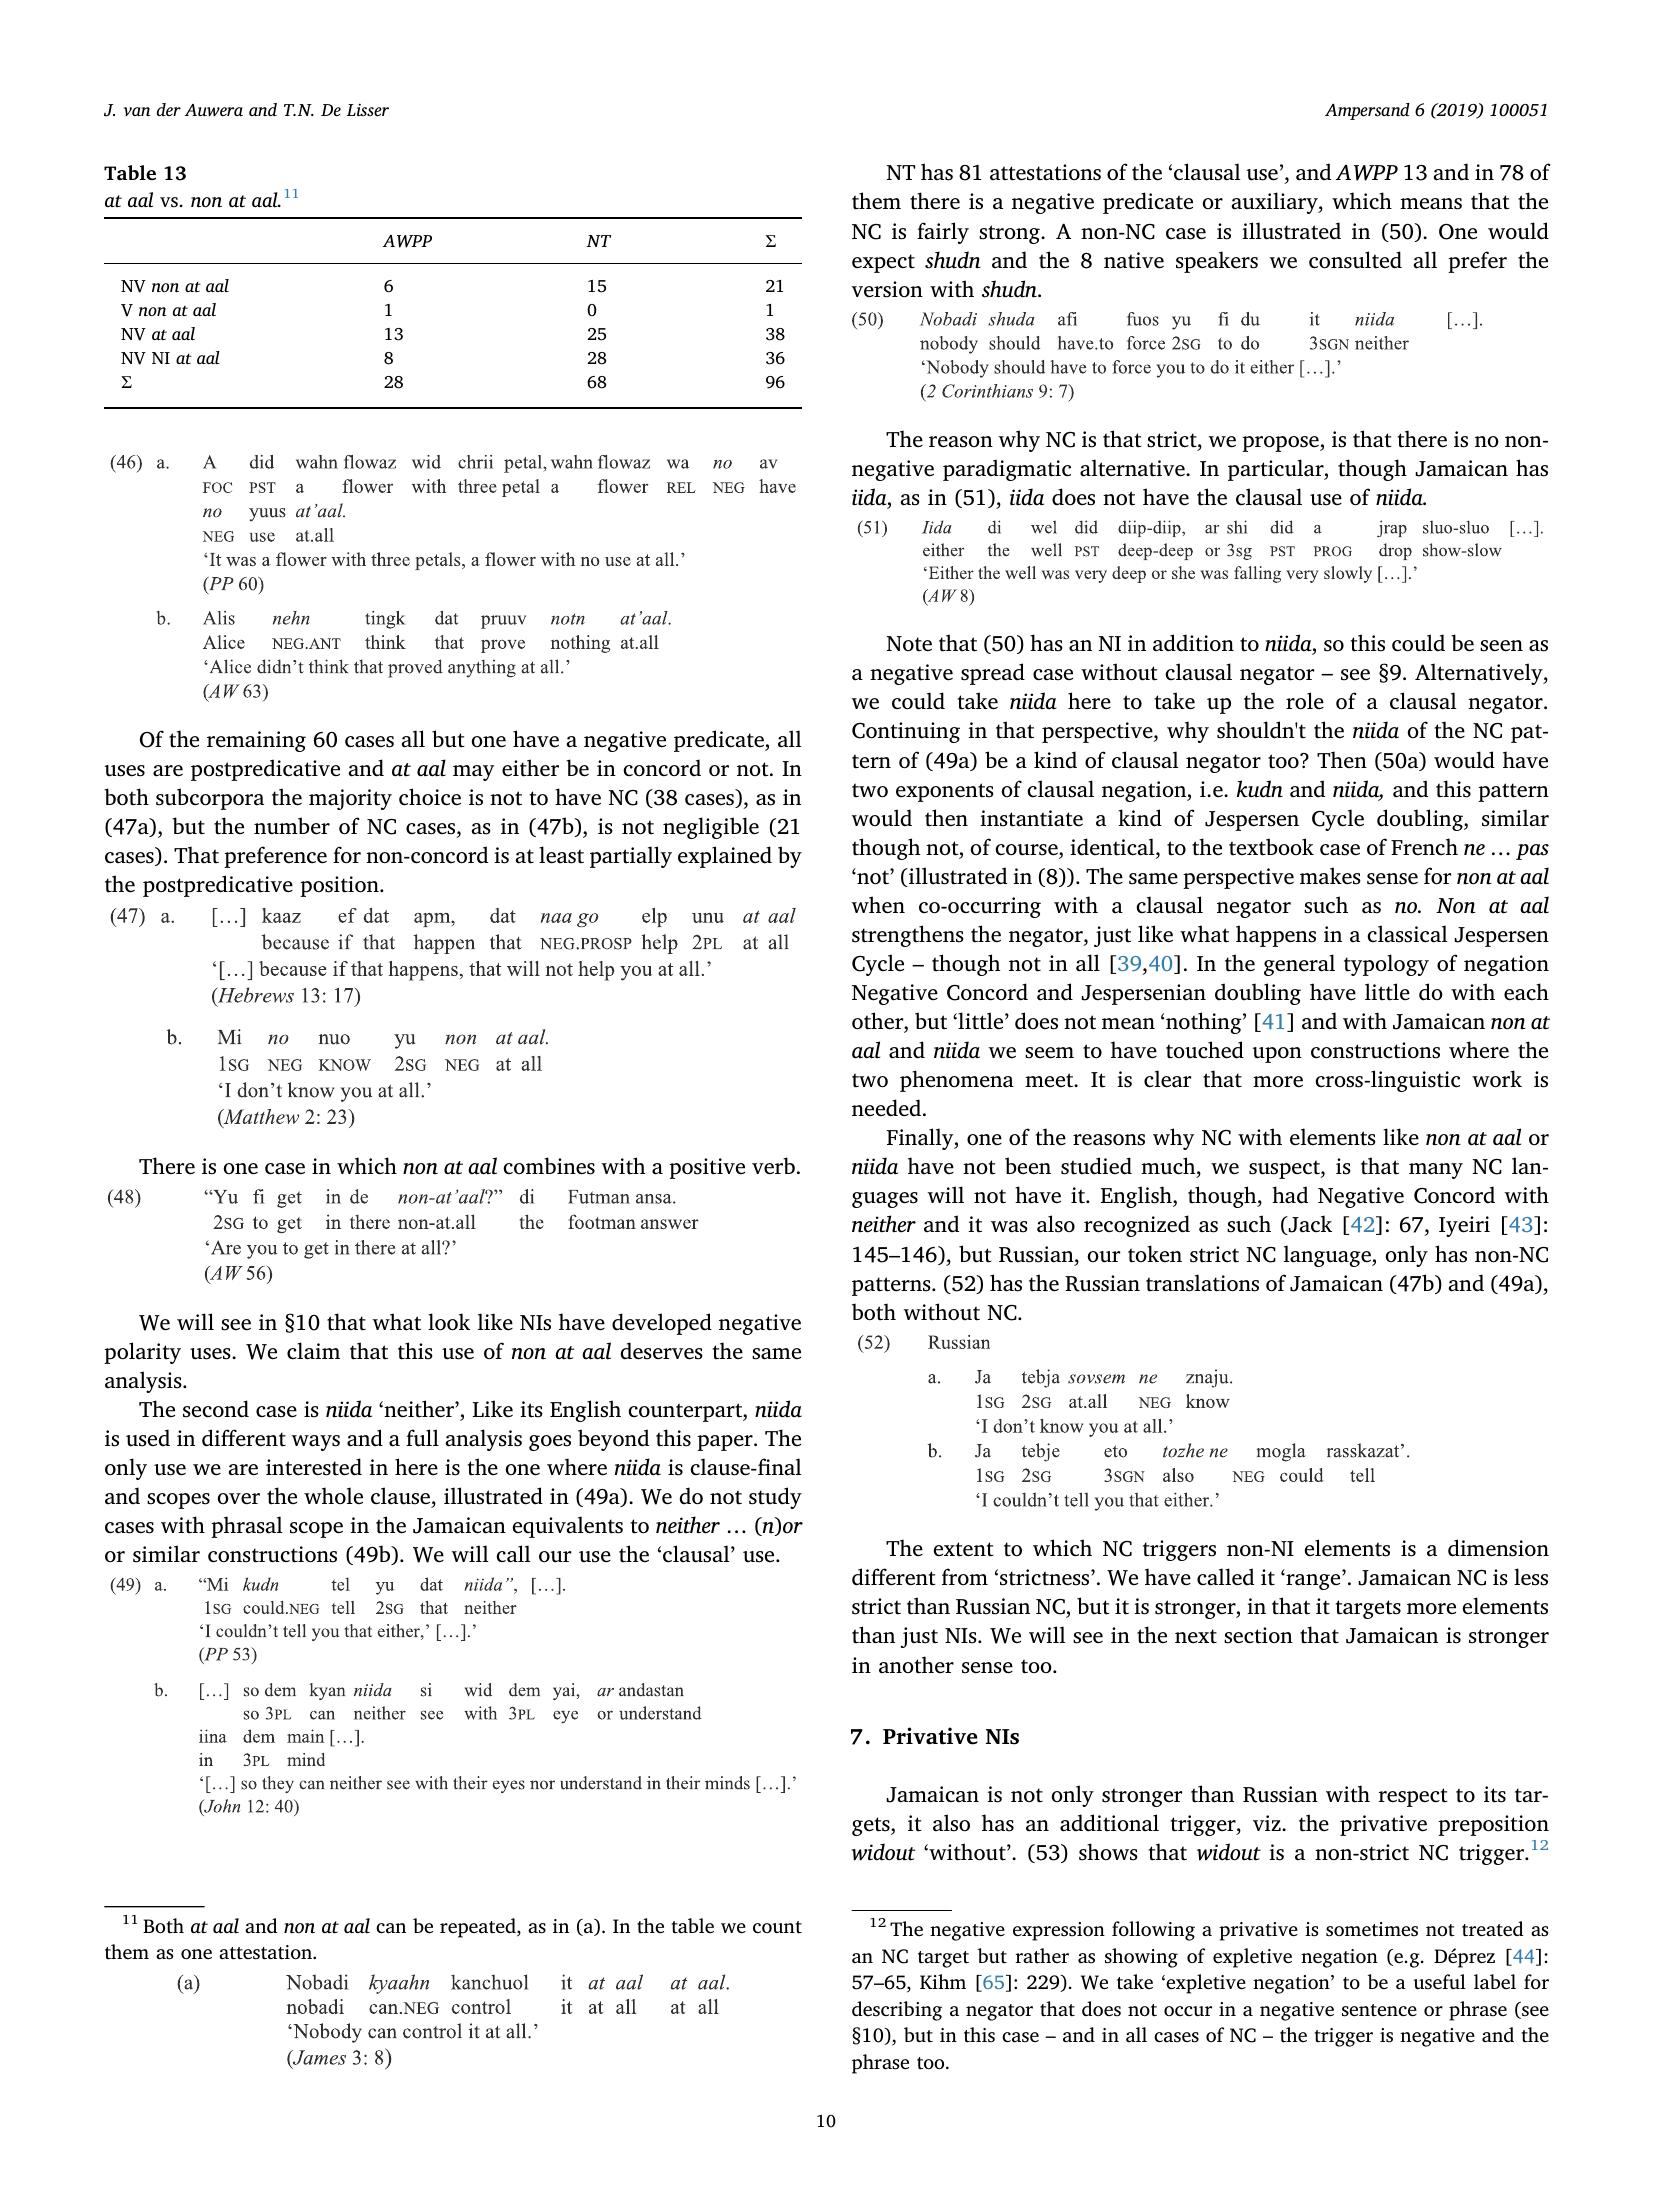 J. van der Auwera and T.N. De Lisser
Ampersand 6 (2019) 100051
Table 13
at aal vs. non at aal.11
AWPP NT Σ
NV non at aal 6 15 21
V non at aal 1 0 1
NV at aal 13 25 38
NV NI at aal 8 28 36
Σ 28 68 96
(46) a. A did wahn flowaz wid chrii petal, wahn flowaz wa no av
FOC PST a flower with three petal a flower REL NEG have
no yuus at'aal.
NEG use at.all
‘It was a flower with three petals, a flower with no use at all.’
(PP 60)
b. Alis nehn tingk dat pruuv notn at'aal.
Alice NEG.ANT think that prove nothing at.all
‘Alice didn’t think that proved anything at all.’
(AW 63)
Of the remaining 60 cases all but one have a negative predicate, all
uses are postpredicative and at aal may either be in concord or not. In
both subcorpora the majority choice is not to have NC (38 cases), as in
(47a), but the number of NC cases, as in (47b), is not negligible (21
cases). That preference for non-concord is at least partially explained by
the postpredicative position.
(47) a. […] kaaz ef dat apm, dat naa go elp unu at aal
because if that happen that NEG.PROSP help 2PL at all
‘[…] because if that happens, that will not help you at all.’
(Hebrews 13: 17)
b. Mi no nuo yu non at aal.
1SG NEG KNOW 2SG NEG at all
‘I don’t know you at all.’
(Matthew 2: 23)
There is one case in which non at aal combines with a positive verb.
(48) “Yu fi get in de non-at’aal?” di Futman ansa.
2SG to get in there non-at.all the footman answer
‘Are you to get in there at all?’
(AW 56)
We will see in §10 that what look like NIs have developed negative
polarity uses. We claim that this use of non at aal deserves the same
analysis.
The second case is niida ‘neither’, Like its English counterpart, niida
is used in different ways and a full analysis goes beyond this paper. The
only use we are interested in here is the one where niida is clause-final
and scopes over the whole clause, illustrated in (49a). We do not study
cases with phrasal scope in the Jamaican equivalents to neither … (n)or
or similar constructions (49b). We will call our use the ‘clausal’ use.
(49) a. “Mi kudn tel yu dat niida”, […].
1SG could.NEG tell 2SG that neither
‘I couldn’t tell you that either,’ […].’
(PP 53)
b. […] so dem kyan niida si wid dem yai, ar andastan
so 3PL can neither see with 3PL eye or understand
iina dem main […].
in 3PL mind
‘[…] so they can neither see with their eyes nor understand in their minds […].’
(John 12: 40)
11 Both at aal and non at aal can be repeated, as in (a). In the table we count
them as one attestation.
(a) Nobadi kyaahn kanchuol it at aal at aal.
nobadi can.NEG control it at all at all
‘Nobody can control it at all.’
(James 3: 8)
NT has 81 attestations of the ‘clausal use’, and AWPP 13 and in 78 of
them there is a negative predicate or auxiliary, which means that the
NC is fairly strong. A non-NC case is illustrated in (50). One would
expect shudn and the 8 native speakers we consulted all prefer the
version with shudn.
(50) Nobadi shuda afi fuos yu fi du it niida […].
nobody should have.to force 2SG to do 3SGN neither
‘Nobody should have to force you to do it either […].’
(2 Corinthians 9: 7)
The reason why NC is that strict, we propose, is that there is no non-
negative paradigmatic alternative. In particular, though Jamaican has
iida, as in (51), iida does not have the clausal use of niida.
(51) Iida di wel did diip-diip, ar shi did a jrap sluo-sluo […].
either the well PST deep-deep or 3sg PST PROG drop show-slow
‘Either the well was very deep or she was falling very slowly […].’
(AW 8)
Note that (50) has an NI in addition to niida, so this could be seen as
a negative spread case without clausal negator – see §9. Alternatively,
we could take niida here to take up the role of a clausal negator.
Continuing in that perspective, why shouldn't the niida of the NC pat-
tern of (49a) be a kind of clausal negator too? Then (50a) would have
two exponents of clausal negation, i.e. kudn and niida, and this pattern
would then instantiate a kind of Jespersen Cycle doubling, similar
though not, of course, identical, to the textbook case of French ne … pas
‘not’ (illustrated in (8)). The same perspective makes sense for non at aal
when co-occurring with a clausal negator such as no. Non at aal
strengthens the negator, just like what happens in a classical Jespersen
Cycle – though not in all [39,40]. In the general typology of negation
Negative Concord and Jespersenian doubling have little do with each
other, but ‘little’ does not mean ‘nothing’ [41] and with Jamaican non at
aal and niida we seem to have touched upon constructions where the
two phenomena meet. It is clear that more cross-linguistic work is
needed.
Finally, one of the reasons why NC with elements like non at aal or
niida have not been studied much, we suspect, is that many NC lan-
guages will not have it. English, though, had Negative Concord with
neither and it was also recognized as such (Jack [42]: 67, Iyeiri [43]:
145–146), but Russian, our token strict NC language, only has non-NC
patterns. (52) has the Russian translations of Jamaican (47b) and (49a),
both without NC.
(52) Russian
a. Ja tebja sovsem ne znaju.
1SG 2SG at.all NEG know
‘I don’t know you at all.’
b. Ja tebje eto tozhe ne mogla rasskazat’.
1SG 2SG 3SGN also NEG could tell
‘I couldn’t tell you that either.’
The extent to which NC triggers non-NI elements is a dimension
different from ‘strictness’. We have called it ‘range’. Jamaican NC is less
strict than Russian NC, but it is stronger, in that it targets more elements
than just NIs. We will see in the next section that Jamaican is stronger
in another sense too.
7. Privative NIs
Jamaican is not only stronger than Russian with respect to its tar-
gets, it also has an additional trigger, viz. the privative preposition
widout ‘without’. (53) shows that widout is a non-strict NC trigger.12
12 The negative expression following a privative is sometimes not treated as
an NC target but rather as showing of expletive negation (e.g. Déprez [44]:
57–65, Kihm [65]: 229). We take ‘expletive negation’ to be a useful label for
describing a negator that does not occur in a negative sentence or phrase (see
§10), but in this case – and in all cases of NC – the trigger is negative and the
phrase too.
10